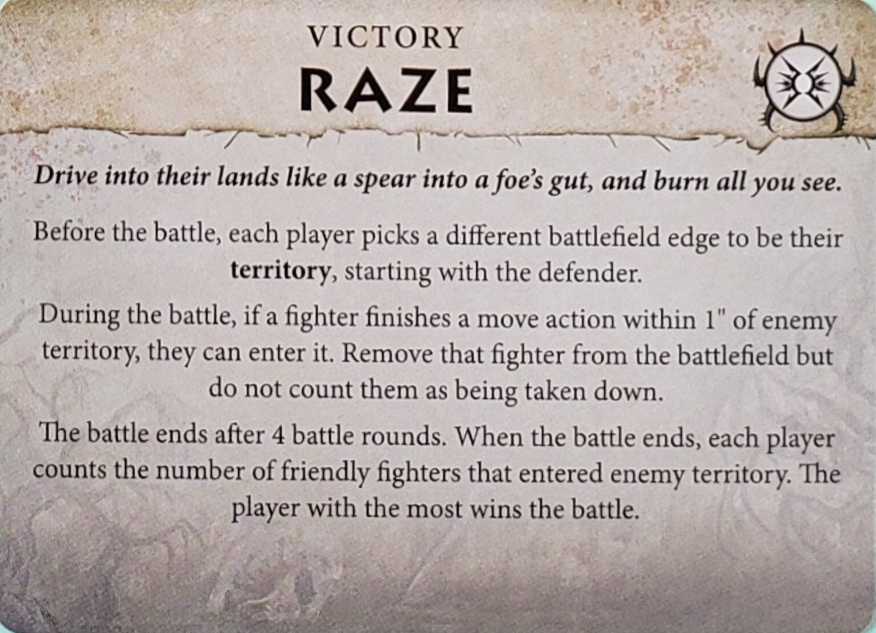 VICTORY
RAZE
Drive into their lands like a spear into a foe's gut, and burn all you see.
Before the battle, each player picks a different battlefield edge to be their
territory, starting with the defender.
During the battle, if a fighter finishes a move action within 1" of enemy
territory, they can enter it. Remove that fighter from the battlefield but
do not count them as being taken down.
The battle ends after 4 battle rounds. When the battle ends, each player
counts the number of friendly fighters that entered enemy territory. The
player with the most wins the battle.